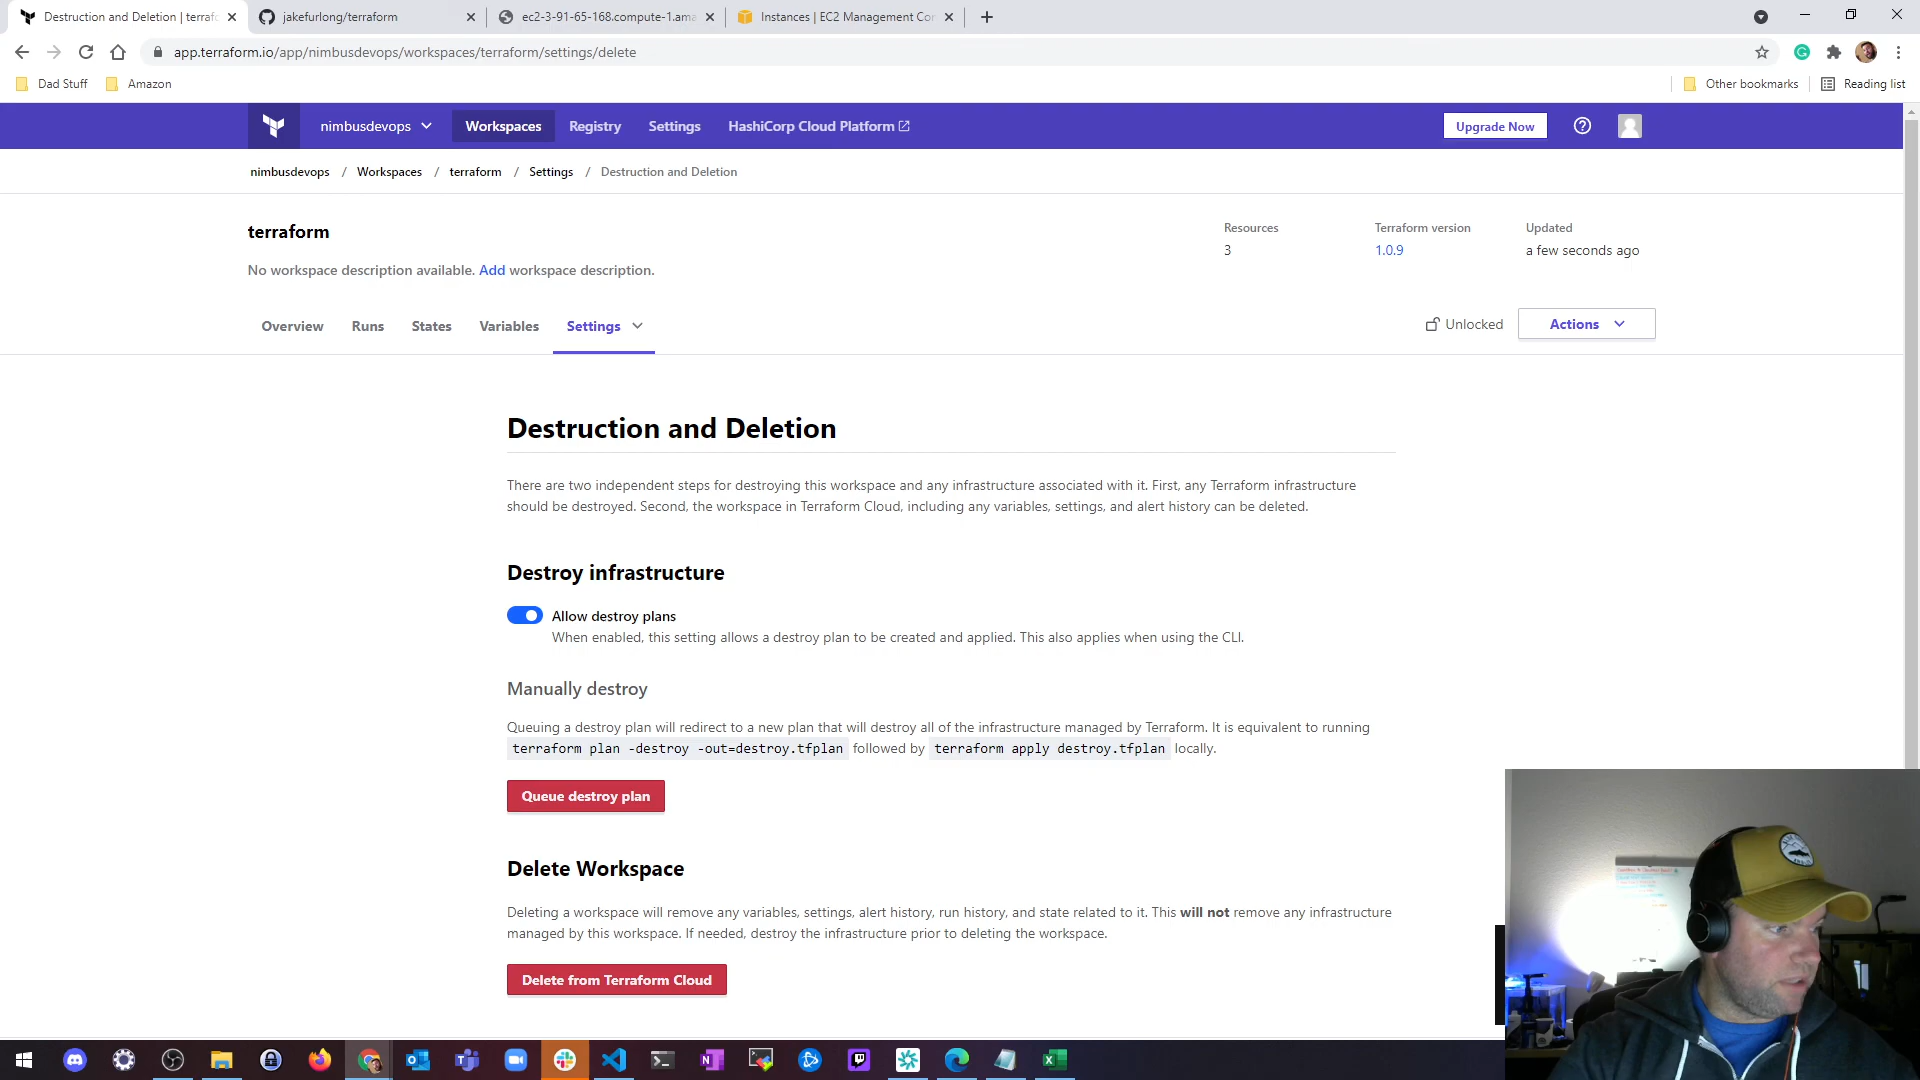 Destruction and Deletion | terraf
jakefurlong/terraform
ec2-3-91-65-168.compute-1.ama
Instances | EC2 Management Con
app.terraform.io/app/nimbusdevops/workspaces/terraform/settings/delete
Dad Stuff
Amazon
Other bookmarks
Reading list
nimbusdevops
Workspaces
Registry
Settings
HashiCorp Cloud Platform
Upgrade Now
nimbusdevops / Workspaces / terraform / Settings / Destruction and Deletion
terraform
Resources
Terraform version
Updated
3
1.0.9
a few seconds ago
No workspace description available. Add workspace description.
Overview
Runs
States
Variables
Settings
Unlocked
Actions
Destruction and Deletion
There are two independent steps for destroying this workspace and any infrastructure associated with it. First, any Terraform infrastructure
should be destroyed. Second, the workspace in Terraform Cloud, including any variables, settings, and alert history can be deleted.
Destroy infrastructure
Allow destroy plans
When enabled, this setting allows a destroy plan to be created and applied. This also applies when using the CLI.
Manually destroy
Queuing a destroy plan will redirect to a new plan that will destroy all of the infrastructure managed by Terraform. It is equivalent to running
terraform plan -destroy -out=destroy.tfplan followed by terraform apply destroy.tfplan locally.
Queue destroy plan
Delete Workspace
Deleting a workspace will remove any variables, settings, alert history, run history, and state related to it. This will not remove any infrastructure
managed by this workspace. If needed, destroy the infrastructure prior to deleting the workspace.
Delete from Terraform Cloud